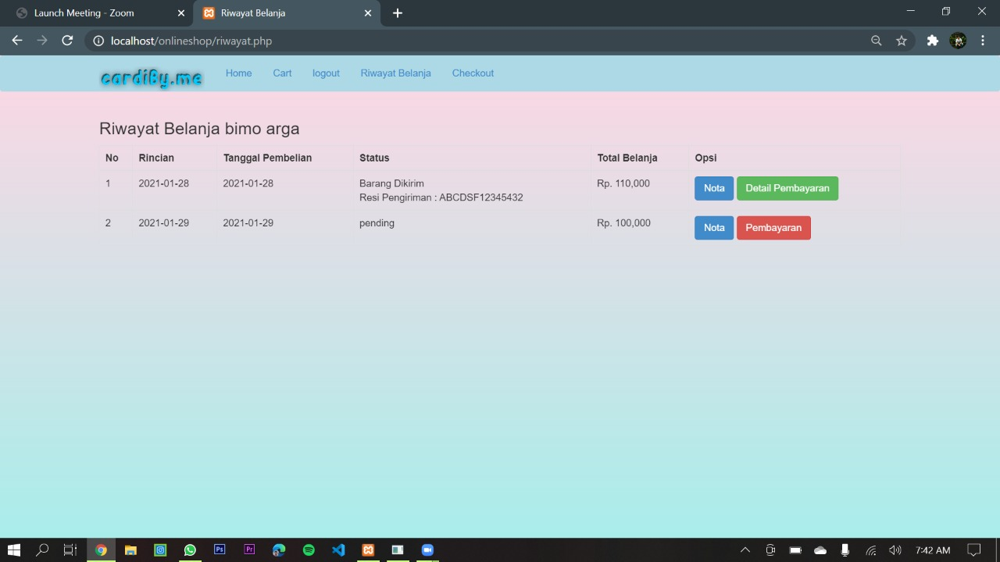 Launch Meeting - Zoom
Riwayat Belanja
localhost/onlineshop/riwayat.php
cardiBy.me Home Cart logout Riwayat Belanja Checkout
Riwayat Belanja bimo arga
No Rincian Tanggal Pembelian Status Total Belanja Opsi
1 2021-01-28 2021-01-28 Barang Dikirim Rp. 110,000 Nota Detail Pembayaran
Resi Pengiriman : ABCDSF12345432
2 2021-01-29 2021-01-29 pending Rp. 100,000 Nota Pembayaran
Ps Pr 7:42 AM